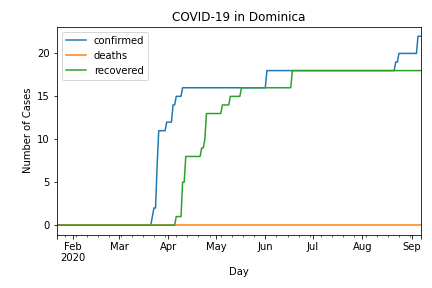 COVID-19 in Dominica
confirmed
deaths
recovered
Number of Cases
20
15
10
5
0
Feb Mar Apr May Jun Jul Aug Sep
2020
Day